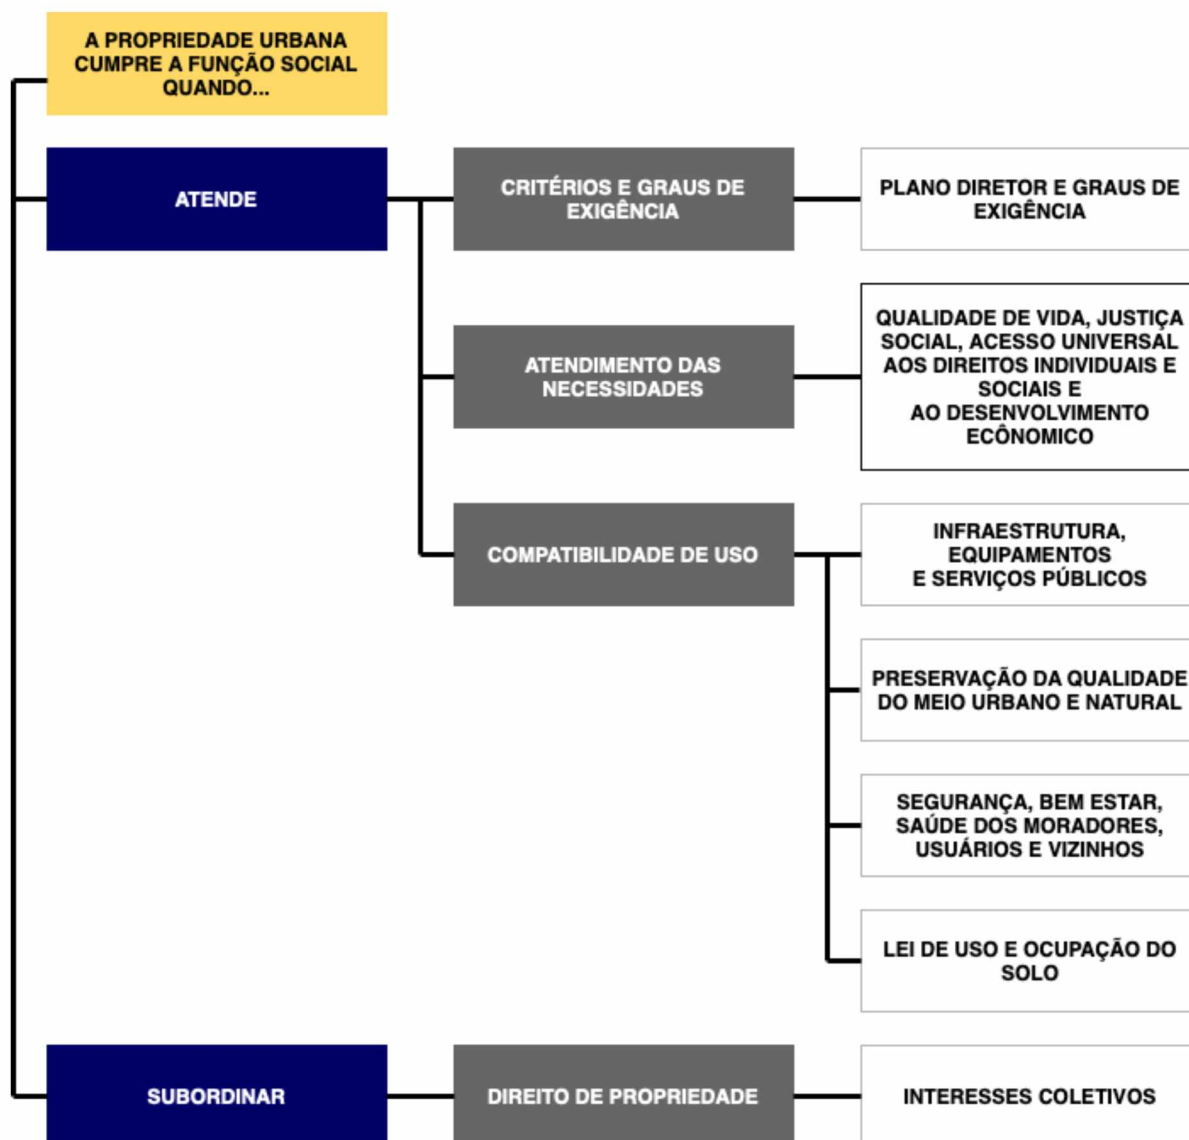 A PROPRIEDADE URBANA
CUMPRE A FUNÇÃO SOCIAL
QUANDO...
ATENDE
CRITÉRIOS E GRAUS DE
EXIGÊNCIA
PLANO DIRETOR E GRAUS DE
EXIGÊNCIA
ATENDIMENTO DAS
NECESSIDADES
QUALIDADE DE VIDA, JUSTIÇA
SOCIAL, ACESSO UNIVERSAL
AOS DIREITOS INDIVIDUAIS E
SOCIAIS E
AO DESENVOLVIMENTO
ECÔNOMICO
COMPATIBILIDADE DE USO
INFRAESTRUTURA,
EQUIPAMENTOS
E SERVIÇOS PÚBLICOS
PRESERVAÇÃO DA QUALIDADE
DO MEIO URBANO E NATURAL
SEGURANÇA, BEM ESTAR,
SAÚDE DOS MORADORES,
USUÁRIOS E VIZINHOS
LEI DE USO E OCUPAÇÃO DO
SOLO
SUBORDINAR
DIREITO DE PROPRIEDADE
INTERESSES COLETIVOS